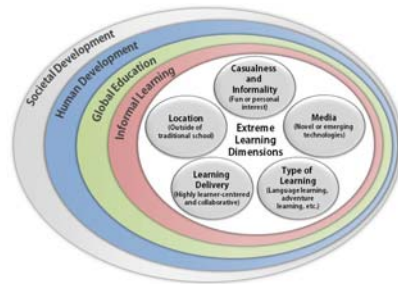 Societal Development
Human Development
Global Education
Informal Learning
Casualness
and
Informality
(Fun or personal
interest)
Location
(Outside of
traditional school)
Media
(Novel or emerging
technologies)
Extreme
Learning
Dimensions
Learning
Delivery
(Highly learner-centered
and collaborative)
Type of
Learning
(Language learning,
adventure
learning, etc.)